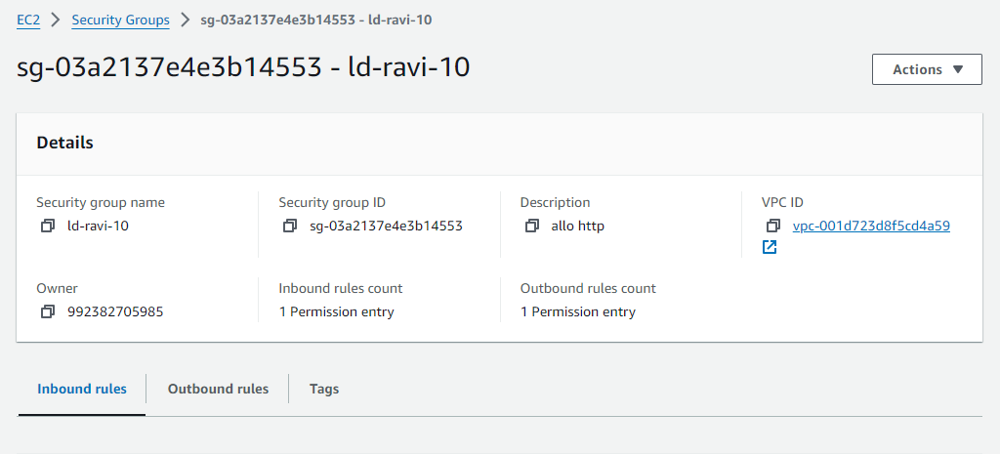 EC2 > Security Groups > sg-03a2137e4e3b14553 - ld-ravi-10
sg-03a2137e4e3b14553 - ld-ravi-10
Actions
Details
Security group name
ld-ravi-10
Security group ID
sg-03a2137e4e3b14553
Description
allo http
VPC ID
vpc-001d723d8f5cd4a59
Owner
992382705985
Inbound rules count
1 Permission entry
Outbound rules count
1 Permission entry
Inbound rules
Outbound rules
Tags